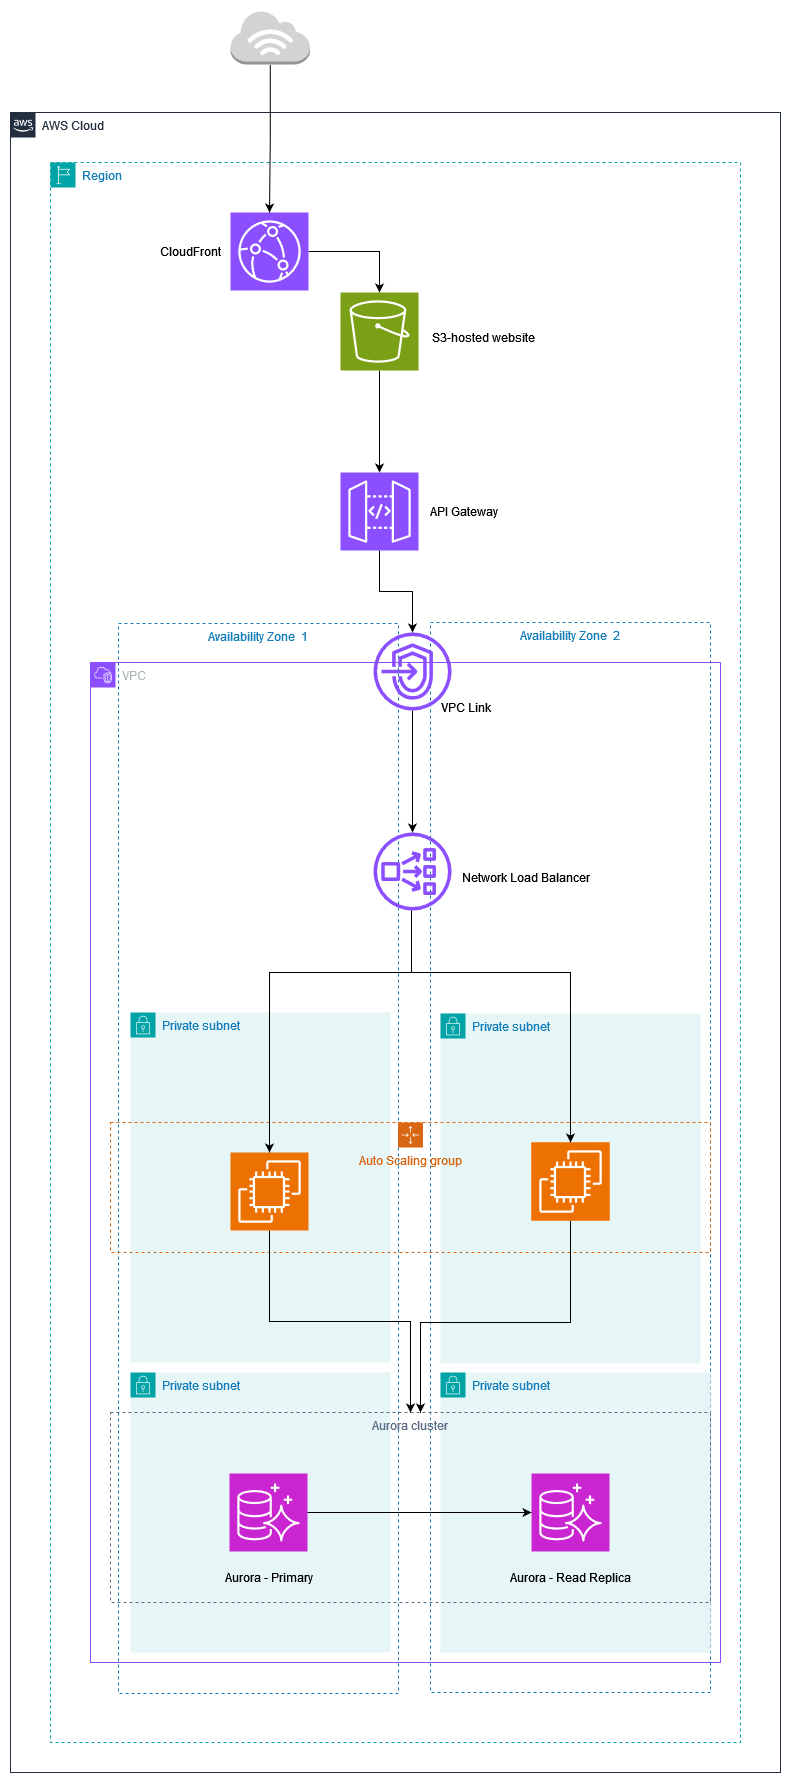 aws
AWS Cloud
Region
CloudFront
S3-hosted website
API Gateway
Availability Zone 1
Availability Zone 2
VPC
VPC Link
Network Load Balancer
Private subnet
Private subnet
Auto Scaling group
Private subnet
Private subnet
Aurora cluster
Aurora - Primary
Aurora - Read Replica